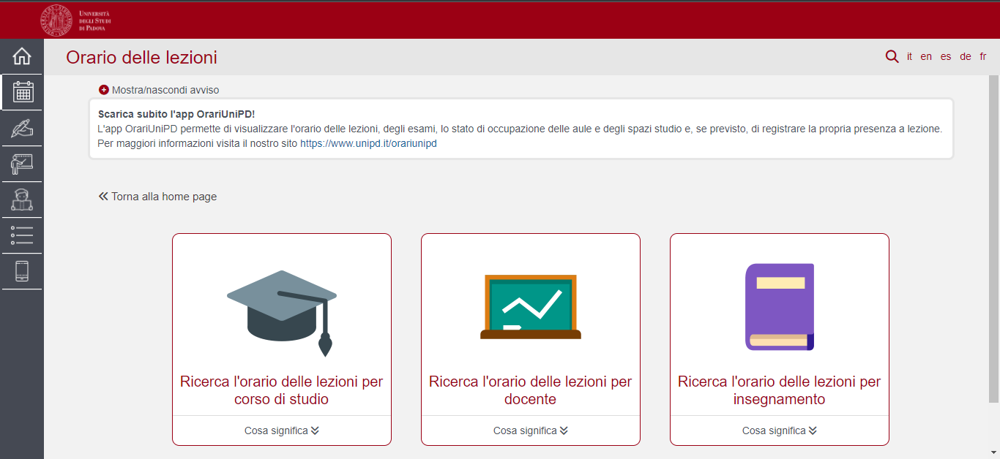 Università
degli Studi
di Padova
Orario delle lezioni
it en es de fr
Mostra/nascondi avviso
Scarica subito l'app OrariUniPD!
L'app OrariUniPD permette di visualizzare l'orario delle lezioni, degli esami, lo stato di occupazione delle aule e degli spazi studio e, se previsto, di registrare la propria presenza a lezione.
Per maggiori informazioni visita il nostro sito https://www.unipd.it/orariunipd
Torna alla home page
Ricerca l'orario delle lezioni per
corso di studio
Cosa significa
Ricerca l'orario delle lezioni per
docente
Cosa significa
Ricerca l'orario delle lezioni per
insegnamento
Cosa significa